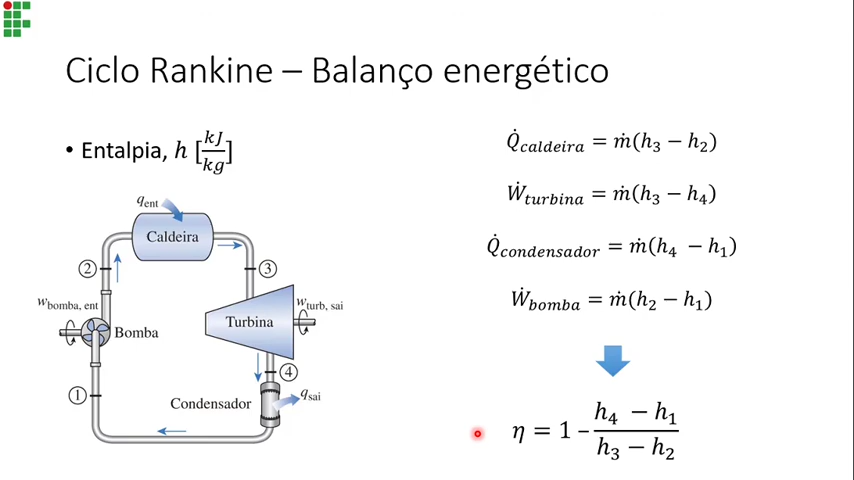 Ciclo Rankine – Balanço energético
• Entalpia, h [kJ/kg]
q_ent
Caldeira
2
3
w_bomba, ent
Bomba
Turbina
w_turb, sai
4
1
Condensador
q_sai
Q̇_caldeira = ṁ(h₃ − h₂)
Ẇ_turbina = ṁ(h₃ − h₄)
Q̇_condensador = ṁ(h₄ − h₁)
Ẇ_bomba = ṁ(h₂ − h₁)
η = 1 – (h₄ − h₁)/(h₃ − h₂)